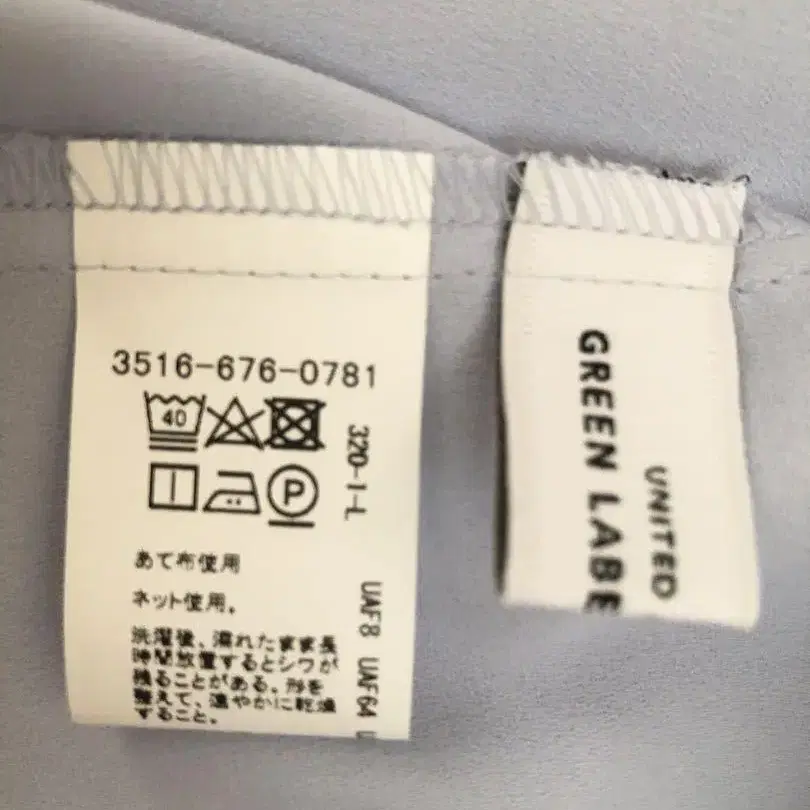 3516-676-0781
40
P
320-1-L
あて布使用
ネット使用。
洗濯後、濡れたまま長
時間放置するとシワが
残ることがある。形を
整えて、速やかに乾燥
すること。
UAF8 UAF64
GREEN LABE
UNITED